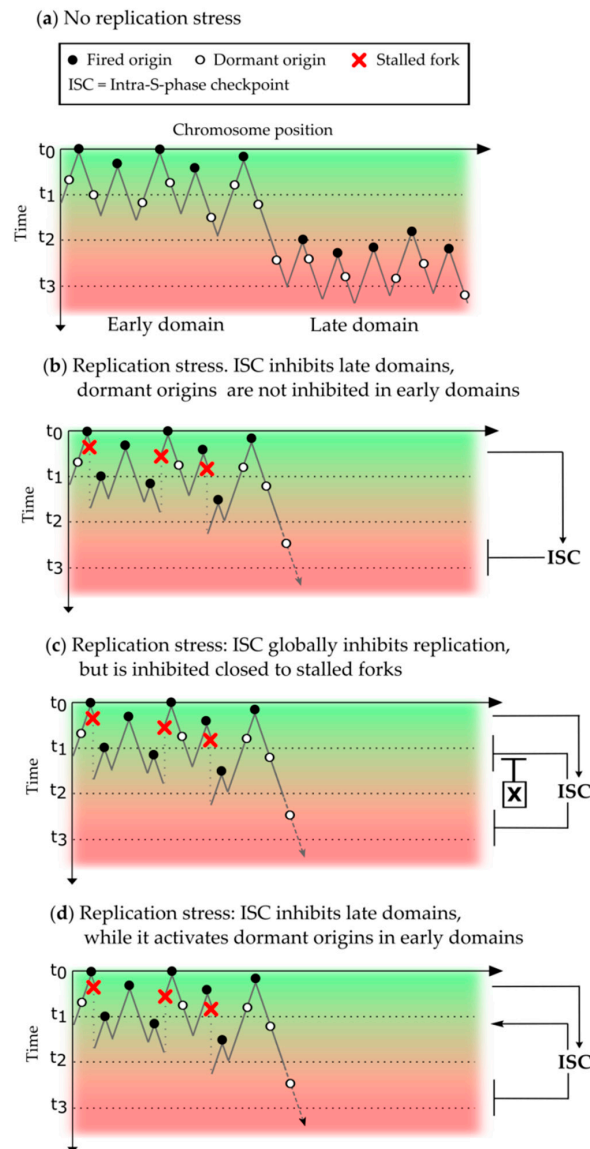 (a) No replication stress
Fired origin Dormant origin Stalled fork
ISC = Intra-S-phase checkpoint
Chromosome position
t0
t1
t2
t3
Time
Early domain Late domain
(b) Replication stress. ISC inhibits late domains,
dormant origins are not inhibited in early domains
t0
t1
t2
t3
Time
ISC
(c) Replication stress: ISC globally inhibits replication,
but is inhibited closed to stalled forks
t0
t1
t2
t3
Time
X
ISC
(d) Replication stress: ISC inhibits late domains,
while it activates dormant origins in early domains
t0
t1
t2
t3
Time
ISC